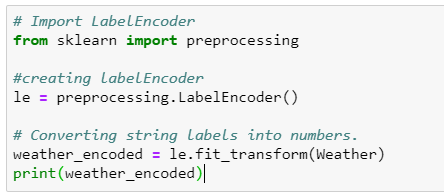 # Import LabelEncoder
from sklearn import preprocessing
#creating labelEncoder
le = preprocessing.LabelEncoder()
# Converting string labels into numbers.
weather_encoded = le.fit_transform(Weather)
print(weather_encoded)